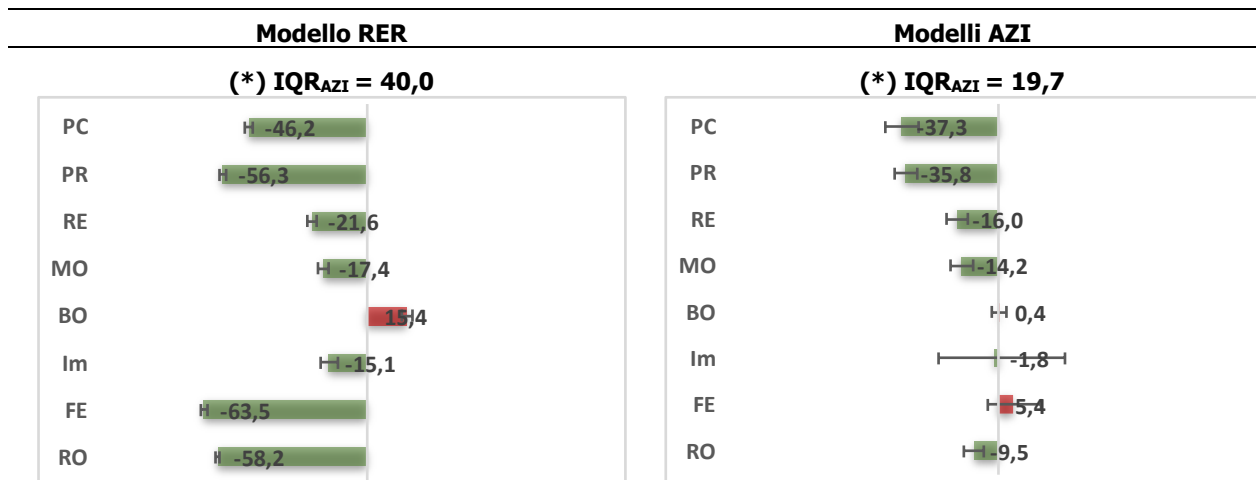 Modello RER
Modelli AZI
(*) IQRAZI = 40,0
(*) IQRAZI = 19,7
PC -46,2
PR -56,3
RE -21,6
MO -17,4
BO 15,4
Im -15,1
FE -63,5
RO -58,2
PC -37,3
PR -35,8
RE -16,0
MO -14,2
BO 0,4
Im -1,8
FE 5,4
RO -9,5